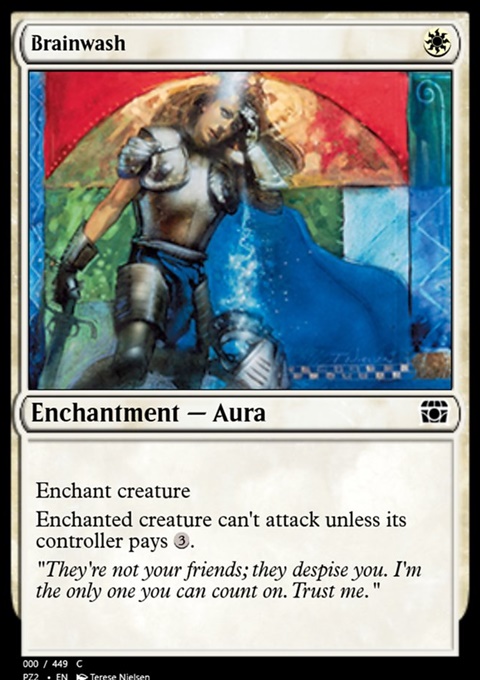 Brainwash
Enchantment — Aura
Enchant creature
Enchanted creature can't attack unless its
controller pays 3.
"They're not your friends; they despise you. I'm
the only one you can count on. Trust me."
000 / 449 C
PZ2 • EN Terese Nielsen